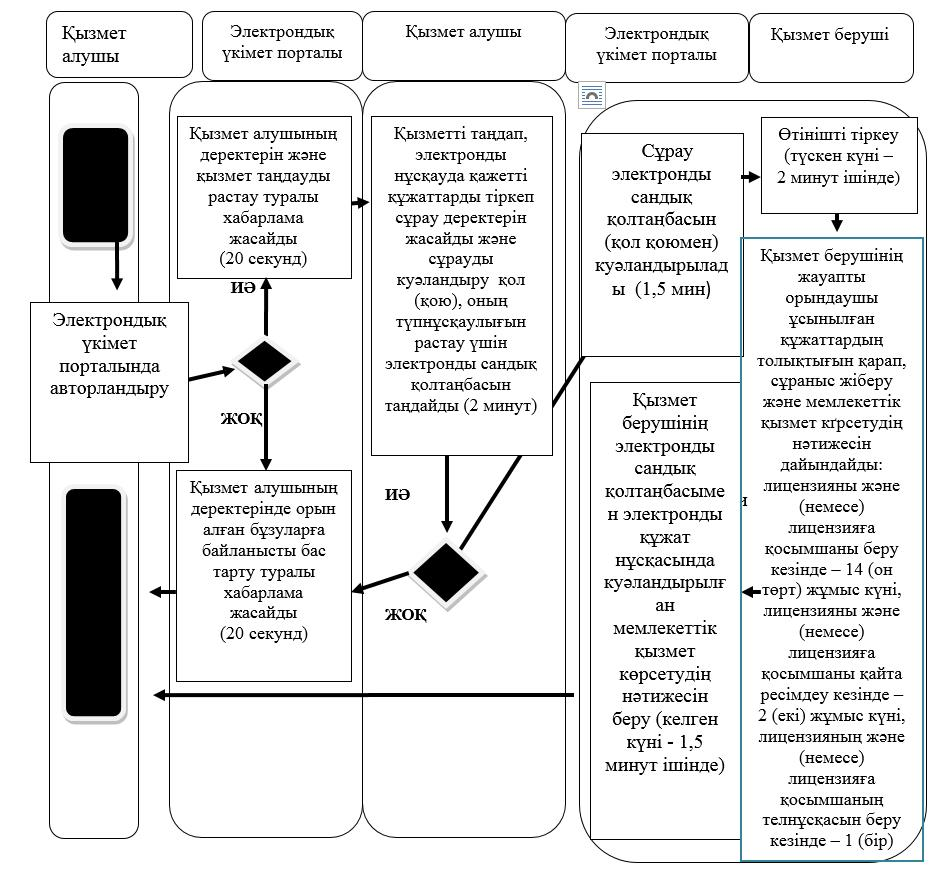 Қызмет
алушы
Электрондық
үкімет порталы
Қызмет алушы
Электрондық
үкімет порталы
Қызмет беруші
Қызмет алушының
деректерін және
қызмет таңдауды
растау туралы
хабарлама
жасайды
(20 секунд)
Қызметті таңдап,
электронды
нұсқауда қажетті
құжаттарды тіркеп
сұрау деректерін
жасайды және
сұрауды
куәландыру қол
(қою), оның
түпнұсқаулығын
растау үшін
электронды сандық
қолтаңбасын
таңдайды (2 минут)
Сұрау
электронды
сандық
қолтаңбасын
(қол қоюмен)
куәландырылад
ы (1,5 мин)
Өтінішті тіркеу
(түскен күні –
2 минут ішінде)
Электрондық
үкімет
порталында
авторландыру
ИӘ
ЖОҚ
Қызмет алушының
деректерінде орын
алған бұзуларға
байланысты бас
тарту туралы
хабарлама
жасайды
(20 секунд)
ИӘ
ЖОҚ
Қызмет
берушінің
электронды
сандық
қолтаңбасыме
н электронды
құжат
нұсқасында
куәландырылғ
ан
мемлекеттік
қызмет
көрсетудің
нәтижесін
беру (келген
күні - 1,5
минут ішінде)
Қызмет берушінің
жауапты
орындаушы
ұсынылған
құжаттардың
толықтығын қарап,
сұраныс жіберу
және мемлекеттік
қызмет кґрсетудің
нәтижесін
дайындайды:
лицензияны және
(немесе)
лицензияға
қосымшаны беру
кезінде – 14 (он
төрт) жұмыс күні,
лицензияны және
(немесе)
лицензияға
қосымшаны қайта
ресімдеу кезінде –
2 (екі) жұмыс күні,
лицензияның және
(немесе)
лицензияға
қосымшаның
телнұсқасын беру
кезінде – 1 (бір)